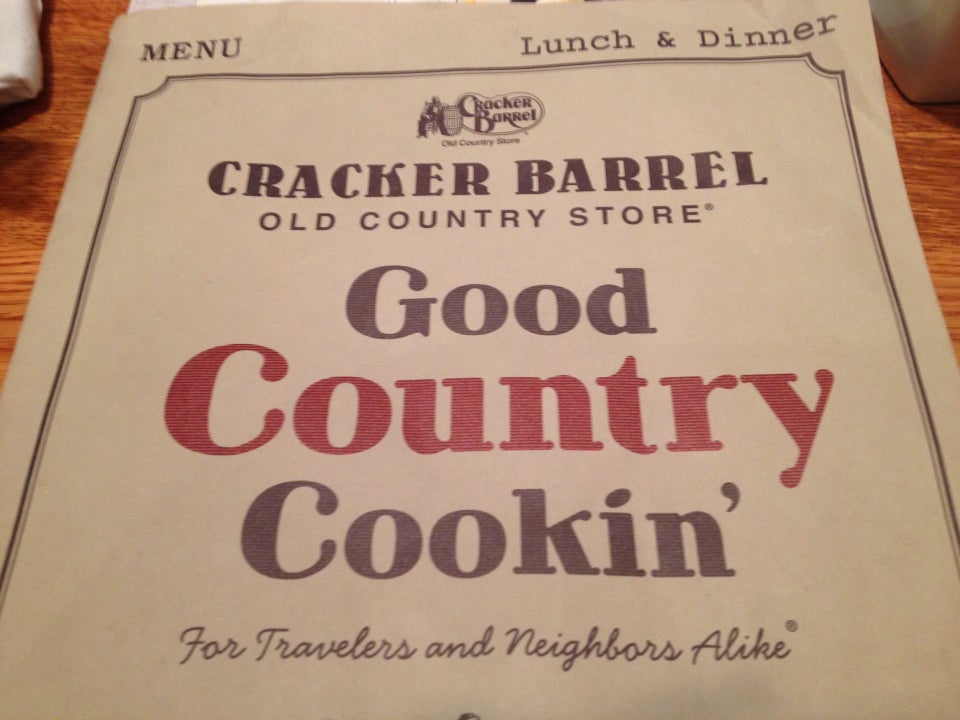 MENU
Lunch & Dinner
Cracker
Barrel
Old Country Store
CRACKER BARREL
OLD COUNTRY STORE®
Good
Country
Cookin’
For Travelers and Neighbors Alike®